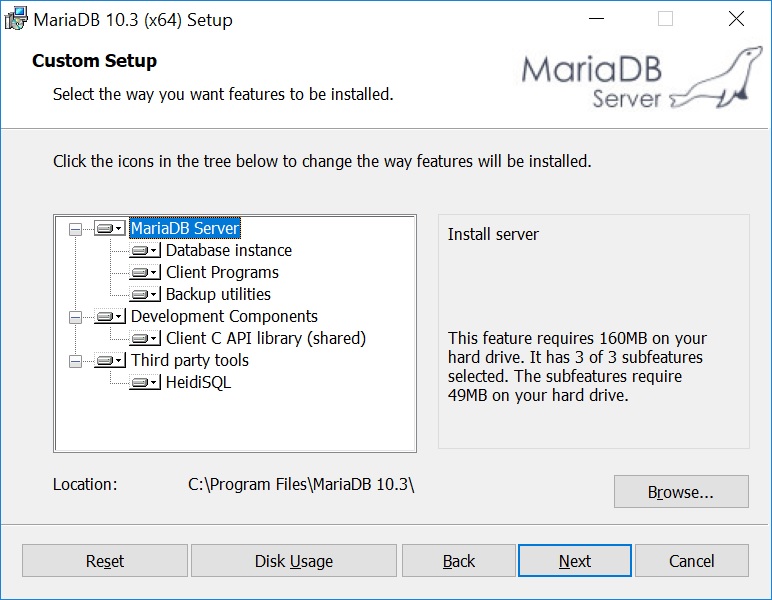 MariaDB 10.3 (x64) Setup
Custom Setup
Select the way you want features to be installed.
MariaDB
Server
Click the icons in the tree below to change the way features will be installed.
MariaDB Server
Database instance
Client Programs
Backup utilities
Development Components
Client C API library (shared)
Third party tools
HeidiSQL
Install server
This feature requires 160MB on your
hard drive. It has 3 of 3 subfeatures
selected. The subfeatures require
49MB on your hard drive.
Location: C:\Program Files\MariaDB 10.3\
Browse...
Reset Disk Usage Back Next Cancel